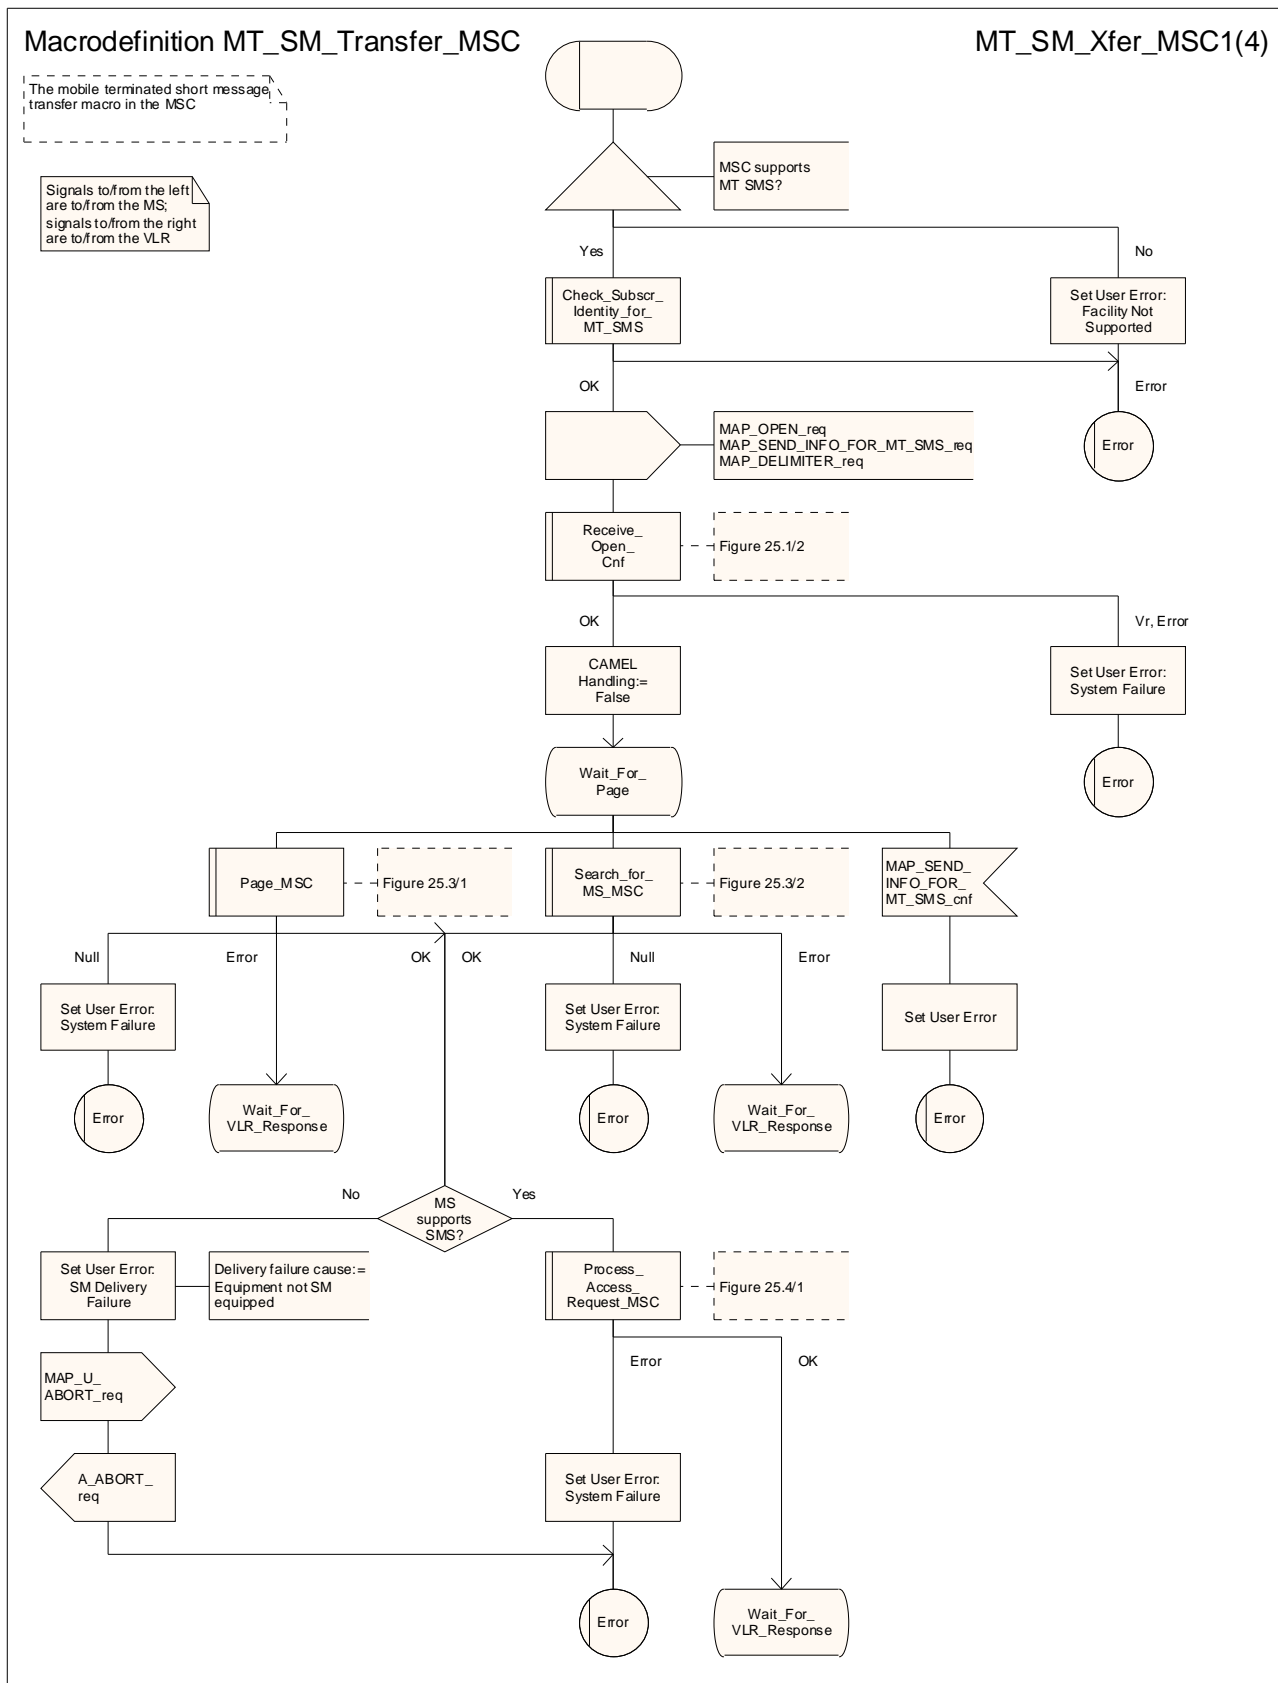 Macrodefinition MT_SM_Transfer_MSC
MT_SM_Xfer_MSC1(4)
The mobile terminated short message
transfer macro in the MSC
Signals to/from the left
are to/from the MS;
signals to/from the right
are to/from the VLR
MSC supports
MT SMS?
Yes
No
Check_Subscr_
Identity_for_
MT_SMS
Set User Error:
Facility Not
Supported
OK
Error
MAP_OPEN_req
MAP_SEND_INFO_FOR_MT_SMS_req
MAP_DELIMITER_req
Error
Receive_
Open_
Cnf
Figure 25.1/2
OK
Vr, Error
CAMEL
Handling:=
False
Set User Error:
System Failure
Wait_For_
Page
Error
Page_MSC
Figure 25.3/1
Search_for_
MS_MSC
Figure 25.3/2
MAP_SEND_
INFO_FOR_
MT_SMS_cnf
Null
Error
OK
OK
Null
Error
Set User Error:
System Failure
Set User Error:
System Failure
Set User Error
Error
Wait_For_
VLR_Response
Error
Wait_For_
VLR_Response
Error
No
MS
supports
SMS?
Yes
Set User Error:
SM Delivery
Failure
Delivery failure cause:=
Equipment not SM
equipped
Process_
Access_
Request_MSC
Figure 25.4/1
Error
OK
MAP_U_
ABORT_req
A_ABORT_
req
Set User Error:
System Failure
Error
Wait_For_
VLR_Response